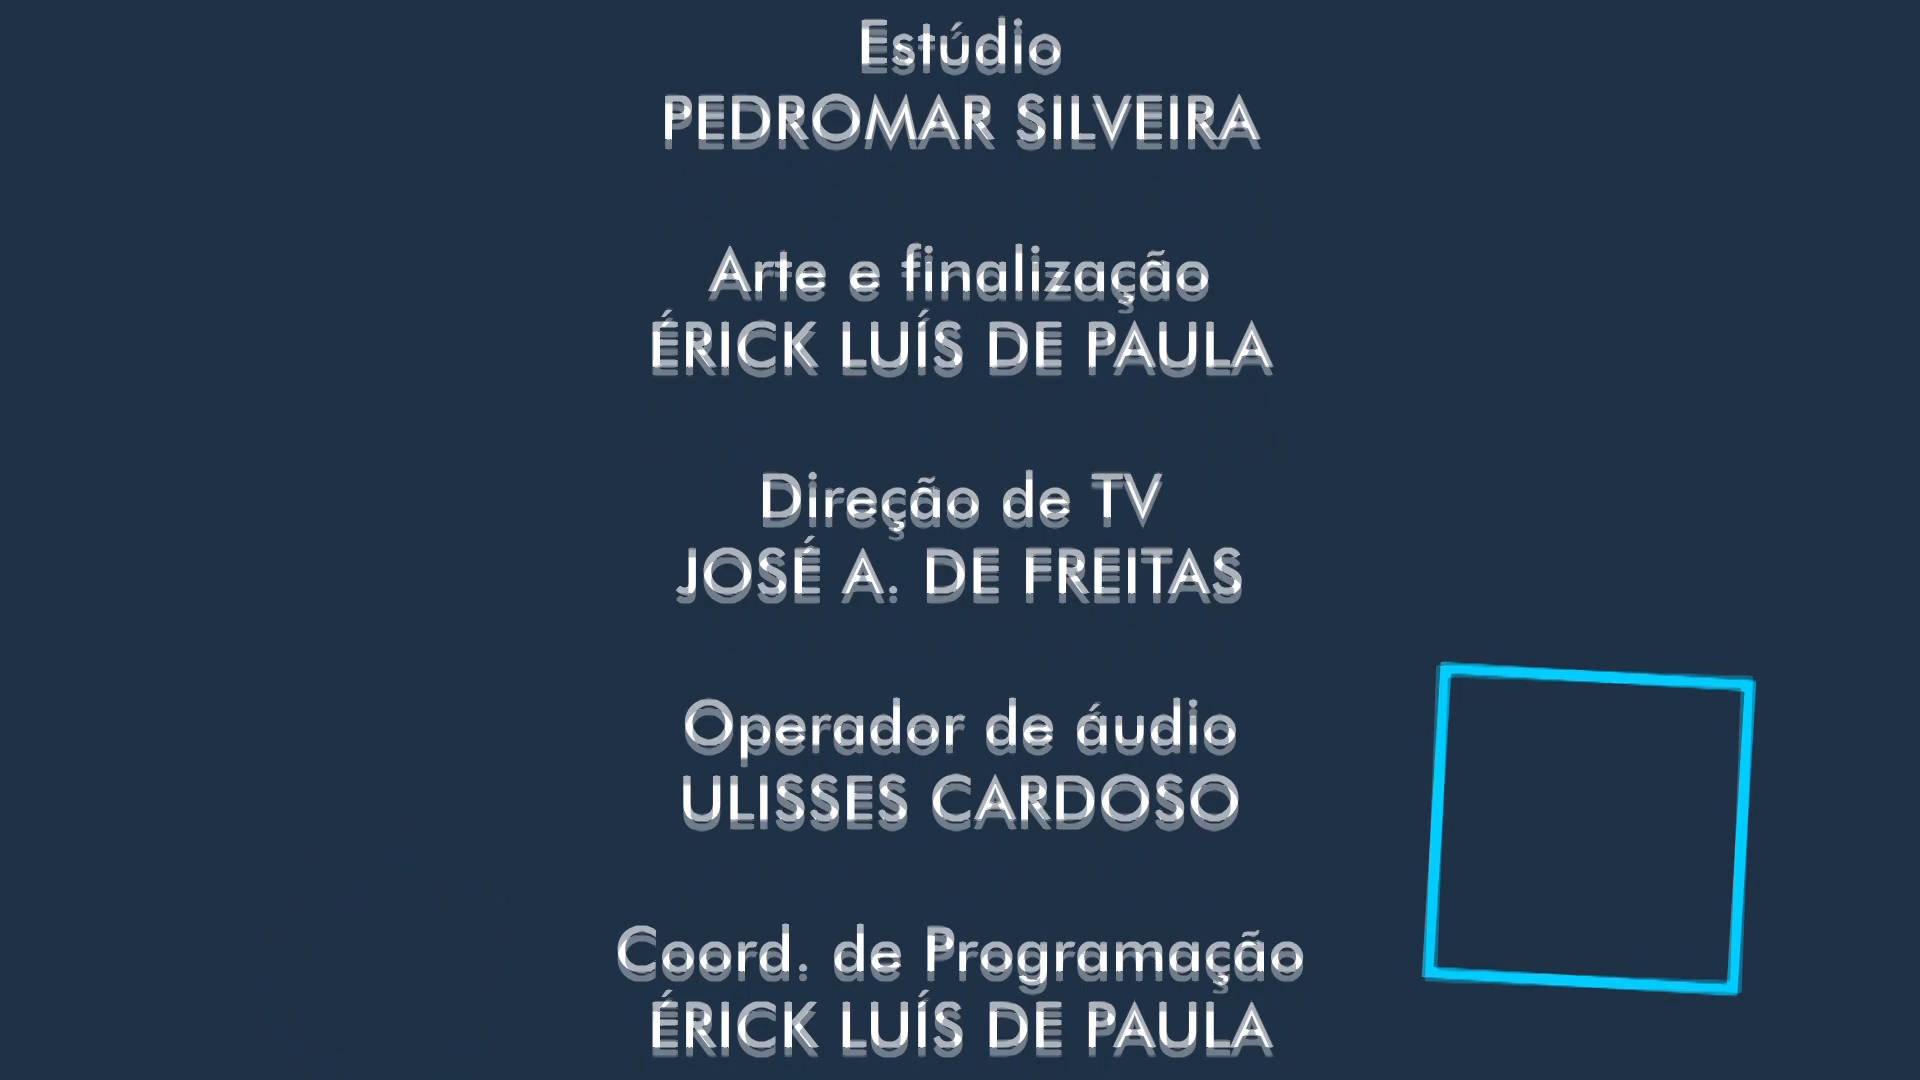 Estúdio
PEDROMAR SILVEIRA
Arte e finalização
ÉRICK LUÍS DE PAULA
Direção de TV
JOSÉ A. DE FREITAS
Operador de áudio
ULISSES CARDOSO
Coord. de Programação
ÉRICK LUÍS DE PAULA